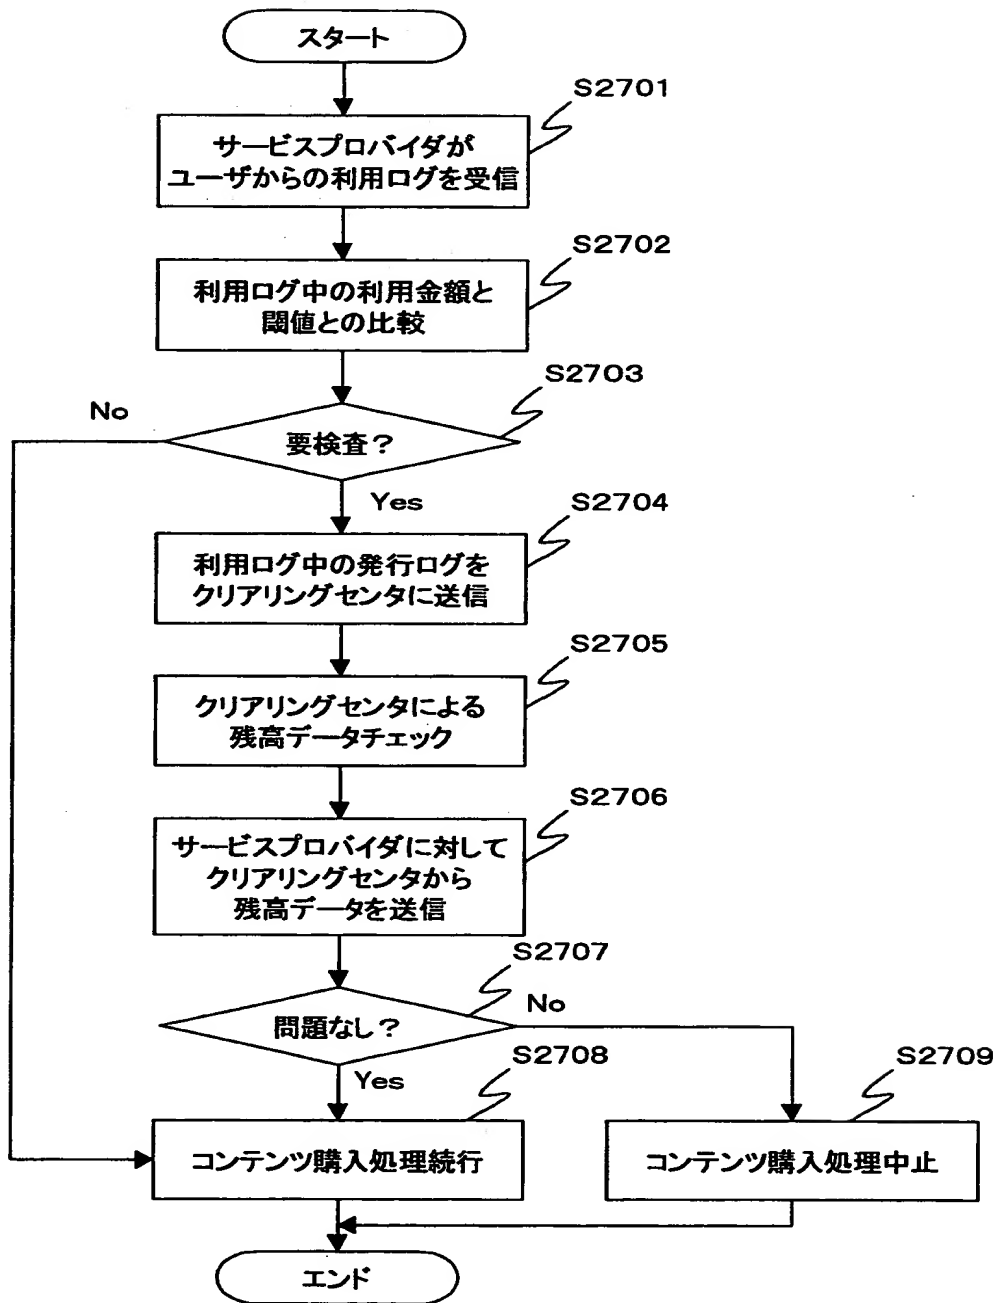 スタート
S2701
サービスプロバイダが
ユーザからの利用ログを受信
S2702
利用ログ中の利用金額と
閾値との比較
S2703
No
要検査？
Yes
S2704
利用ログ中の発行ログを
クリアリングセンタに送信
S2705
クリアリングセンタによる
残高データチェック
S2706
サービスプロバイダに対して
クリアリングセンタから
残高データを送信
S2707
問題なし？
No
Yes
S2708
コンテンツ購入処理続行
S2709
コンテンツ購入処理中止
エンド